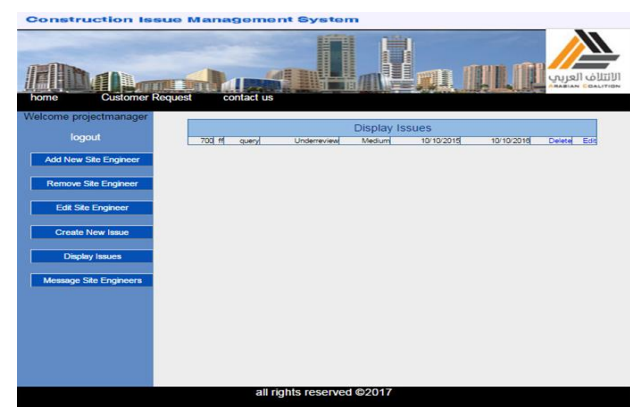 Construction Issue Management System
الائتلاف العربي
ARABIAN COALITION
home Customer Request contact us
Welcome projectmanager
logout
Add New Site Engineer
Remove Site Engineer
Edit Site Engineer
Create New Issue
Display Issues
Message Site Engineers
Display Issues
700 ff query Underreview Medium 10/10/2015 10/10/2016 Delete Edit
all rights reserved ©2017